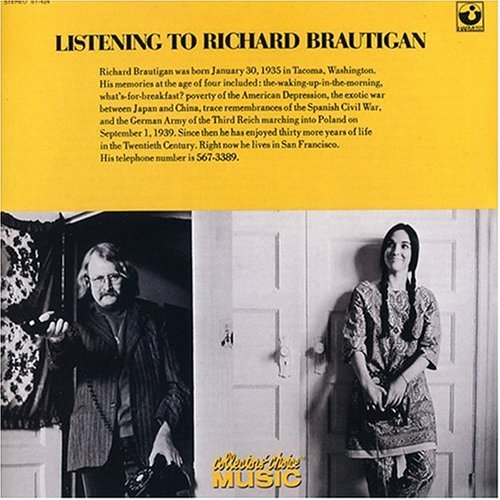 STEREO ST-424
HARVEST
LISTENING TO RICHARD BRAUTIGAN
Richard Brautigan was born January 30, 1935 in Tacoma, Washington.
His memories at the age of four included: the-waking-up-in-the-morning,
what's-for-breakfast? poverty of the American Depression, the exotic war
between Japan and China, trace remembrances of the Spanish Civil War,
and the German Army of the Third Reich marching into Poland on
September 1, 1939. Since then he has enjoyed thirty more years of life
in the Twentieth Century. Right now he lives in San Francisco.
His telephone number is 567-3389.
Collectors' Choice
MUSIC